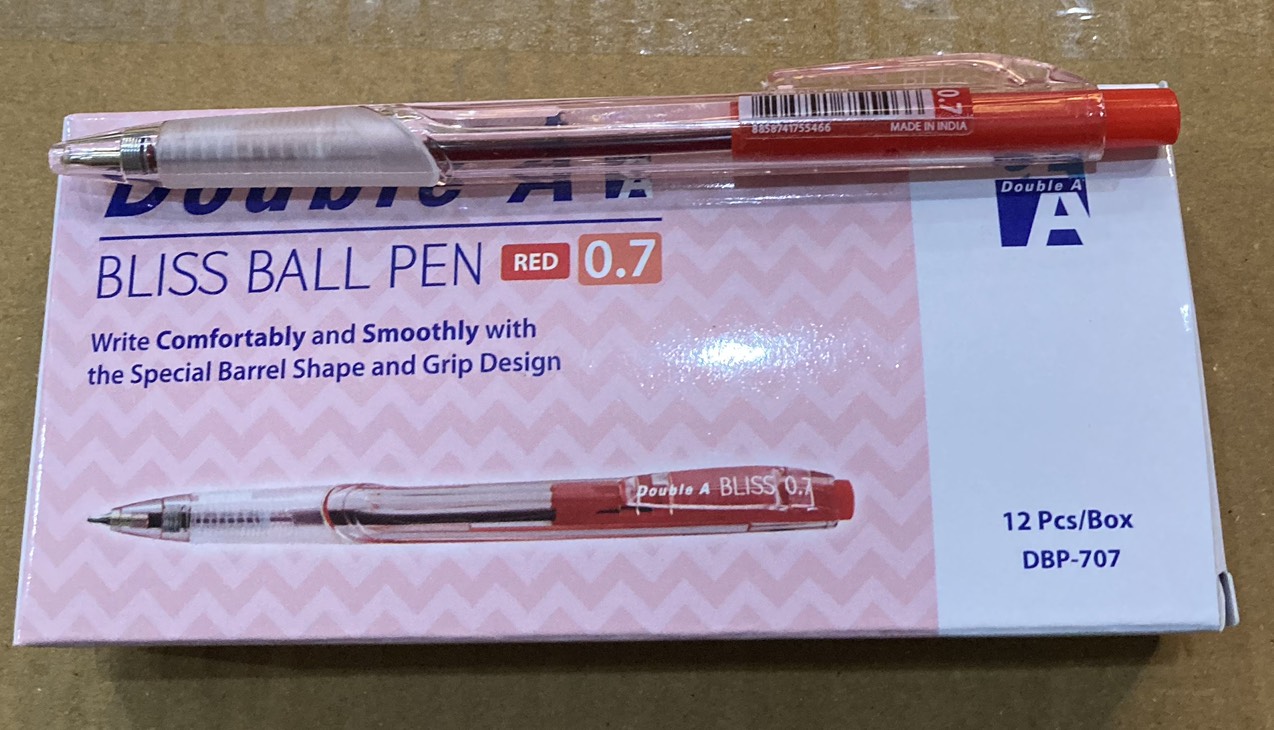 0.7
8858741755466 MADE IN INDIA
Double A
Double A
BLISS BALL PEN RED 0.7
Write Comfortably and Smoothly with
the Special Barrel Shape and Grip Design
Double A BLISS 0.7
12 Pcs/Box
DBP-707